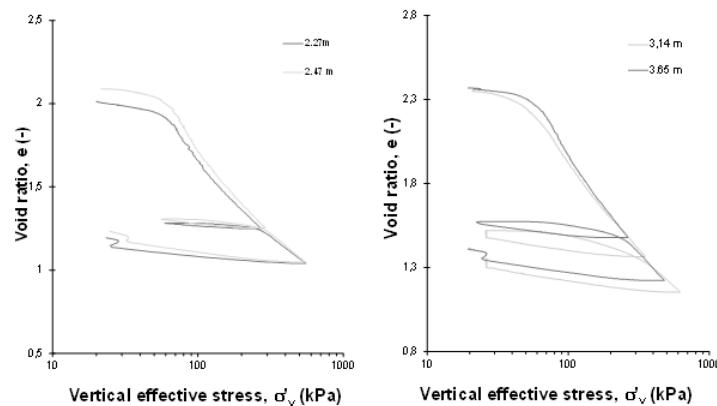 2,5
2
1,5
1
0,5
10
100
1000
Void ratio, e (-)
Vertical effective stress, σ'v (kPa)
2.27m
2.47 m
2,8
2,3
1,8
1,3
0,8
10
100
1000
Void ratio, e (-)
Vertical effective stress, σ'v (kPa)
3,14 m
3.65 m